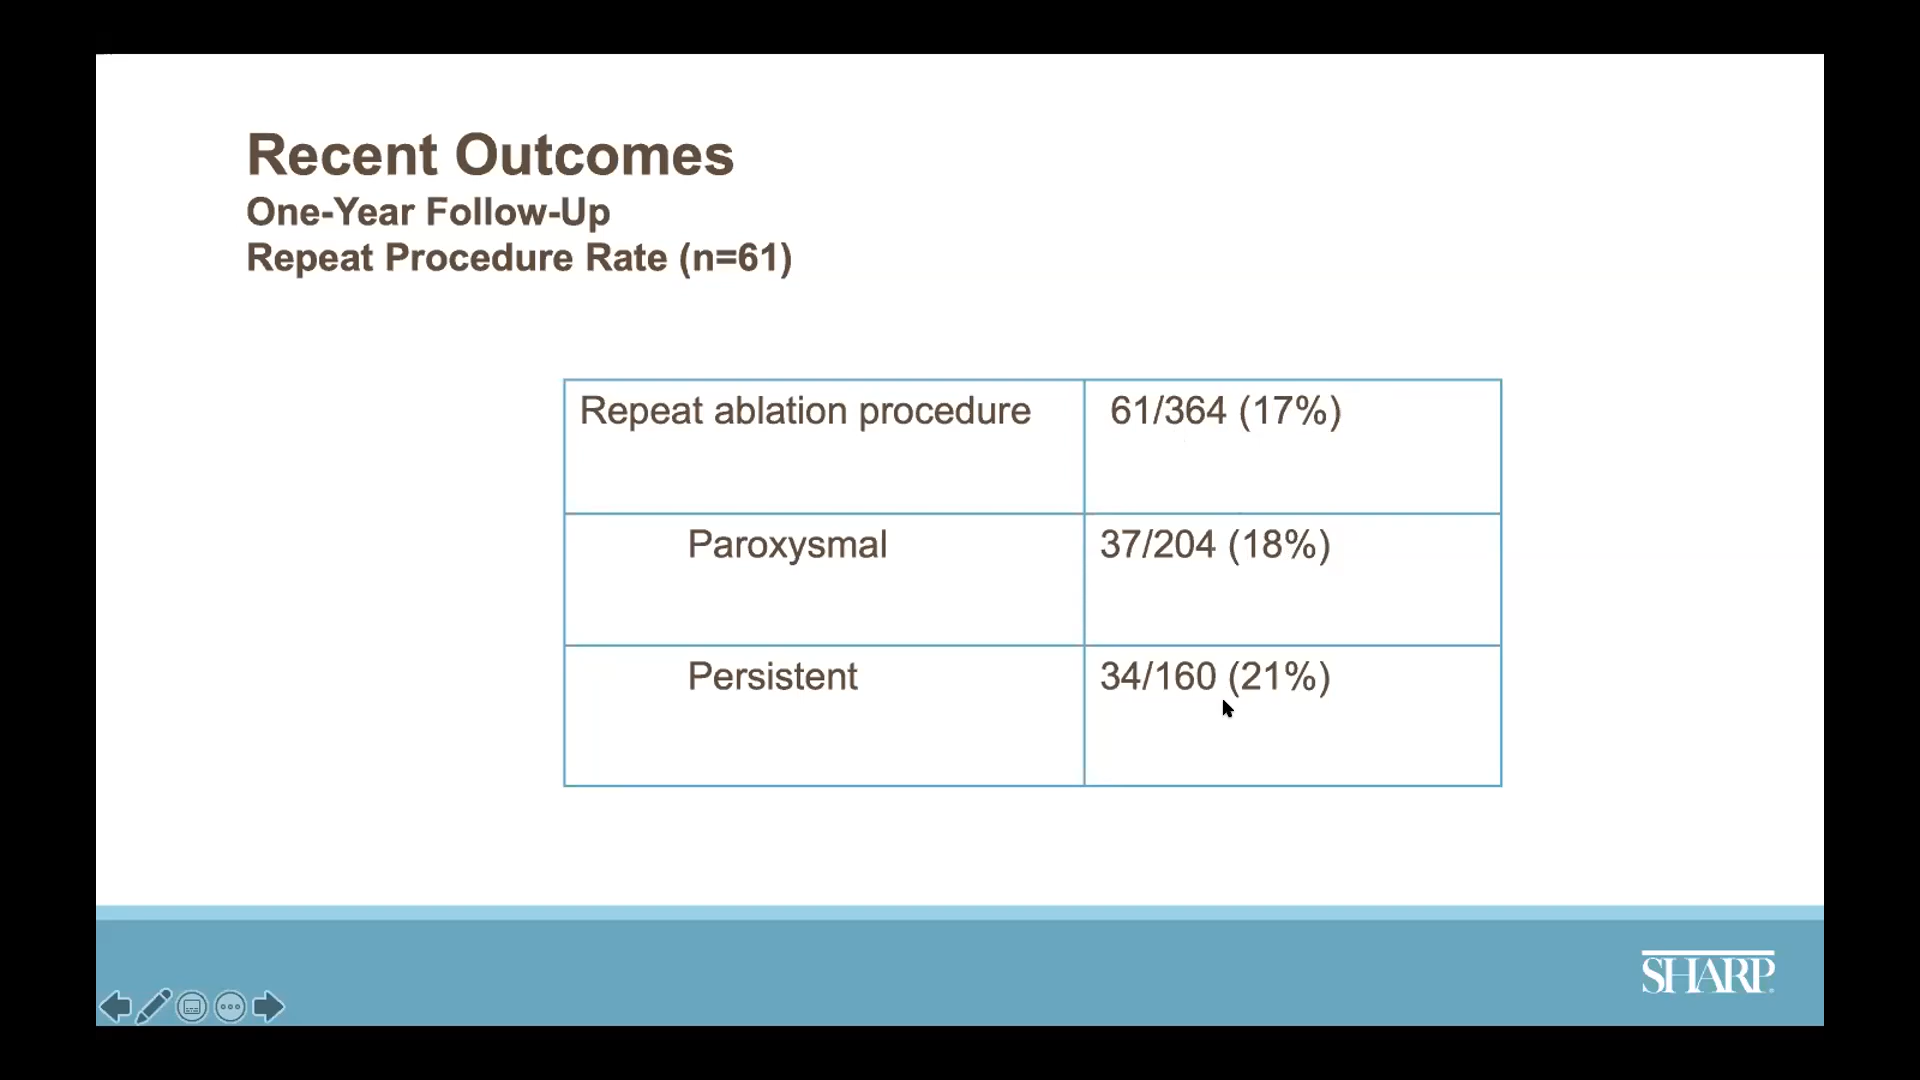 Recent Outcomes
One-Year Follow-Up
Repeat Procedure Rate (n=61)
Repeat ablation procedure 61/364 (17%)
Paroxysmal 37/204 (18%)
Persistent 34/160 (21%)
SHARP